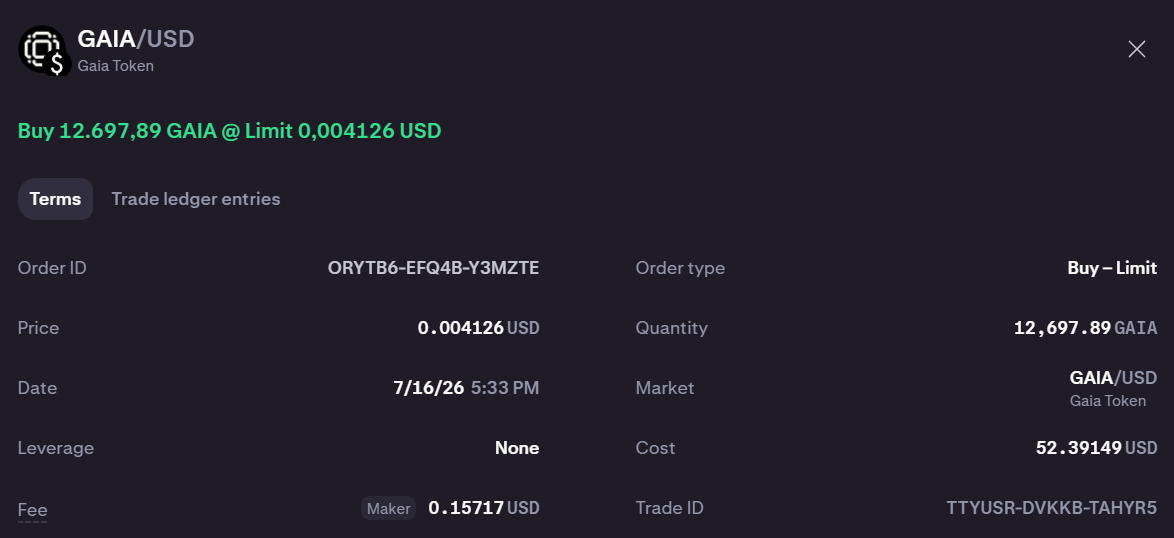 GAIA/USD
Gaia Token
Buy 12.697,89 GAIA @ Limit 0,004126 USD
Terms
Trade ledger entries
Order ID ORYTB6-EFQ4B-Y3MZTE
Order type Buy – Limit
Price 0.004126 USD
Quantity 12,697.89 GAIA
Date 7/16/26 5:33 PM
Market GAIA/USD
Gaia Token
Leverage None
Cost 52.39149 USD
Fee Maker 0.15717 USD
Trade ID TTYUSR-DVKKB-TAHYR5